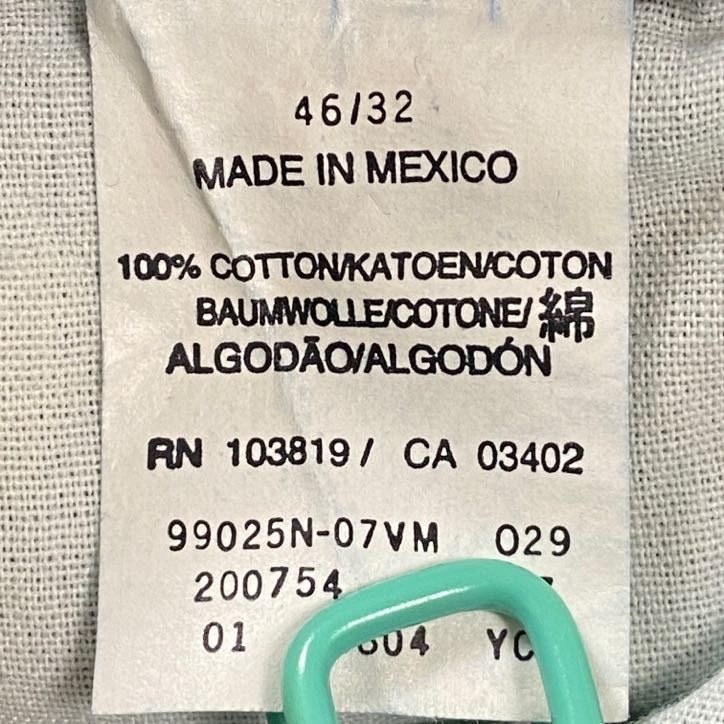 46/32
MADE IN MEXICO
100% COTTON/KATOEN/COTON
BAUMWOLLE/COTONE/綿
ALGODÃO/ALGODÓN
RN 103819 / CA 03402
99025N-07VM 029
200754
01